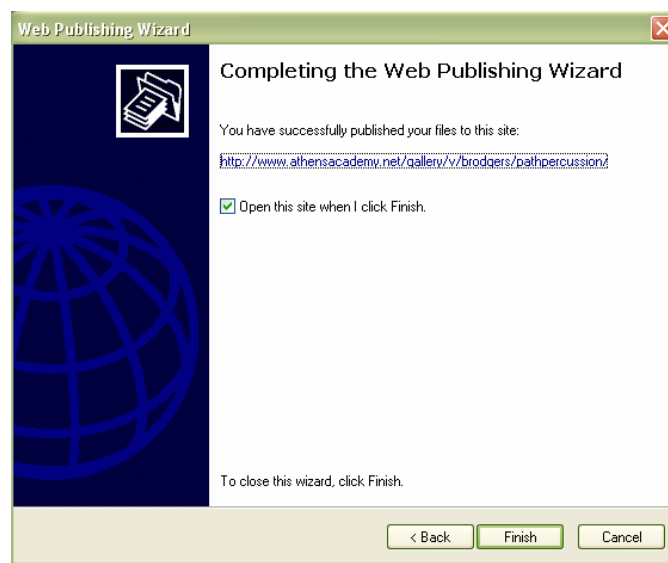 Web Publishing Wizard
Completing the Web Publishing Wizard
You have successfully published your files to this site:
http://www.athensacademy.net/gallery/v/brodgers/pathpercussion/
Open this site when I click Finish.
To close this wizard, click Finish.
< Back Finish Cancel